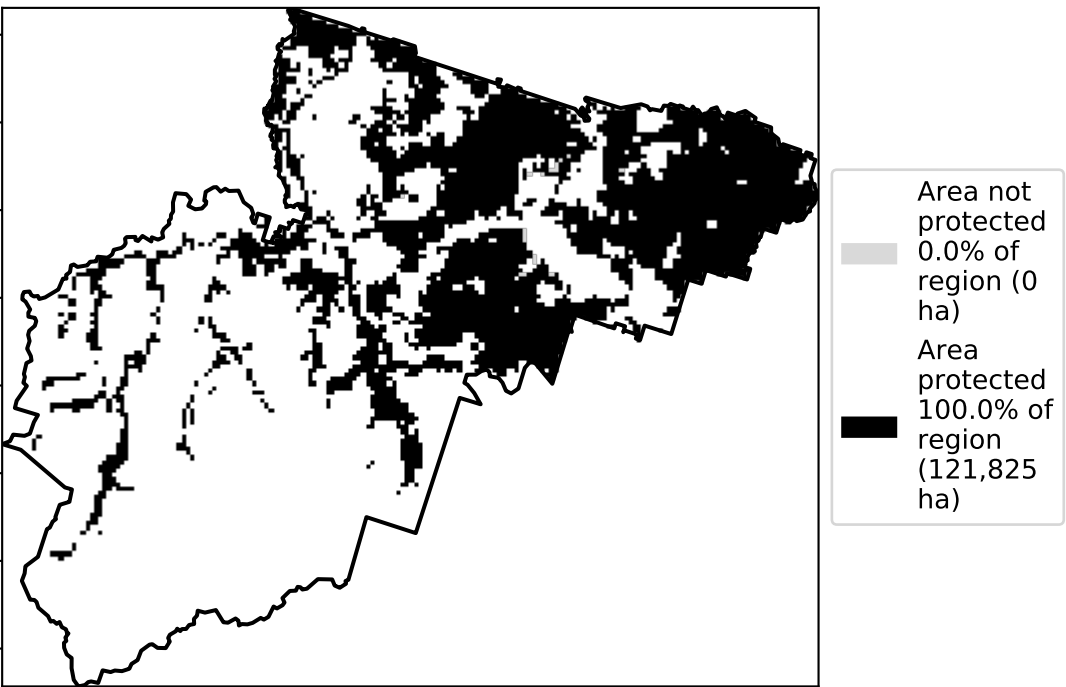 Area not
protected
0.0% of
region (0
ha)
Area
protected
100.0% of
region
(121,825
ha)